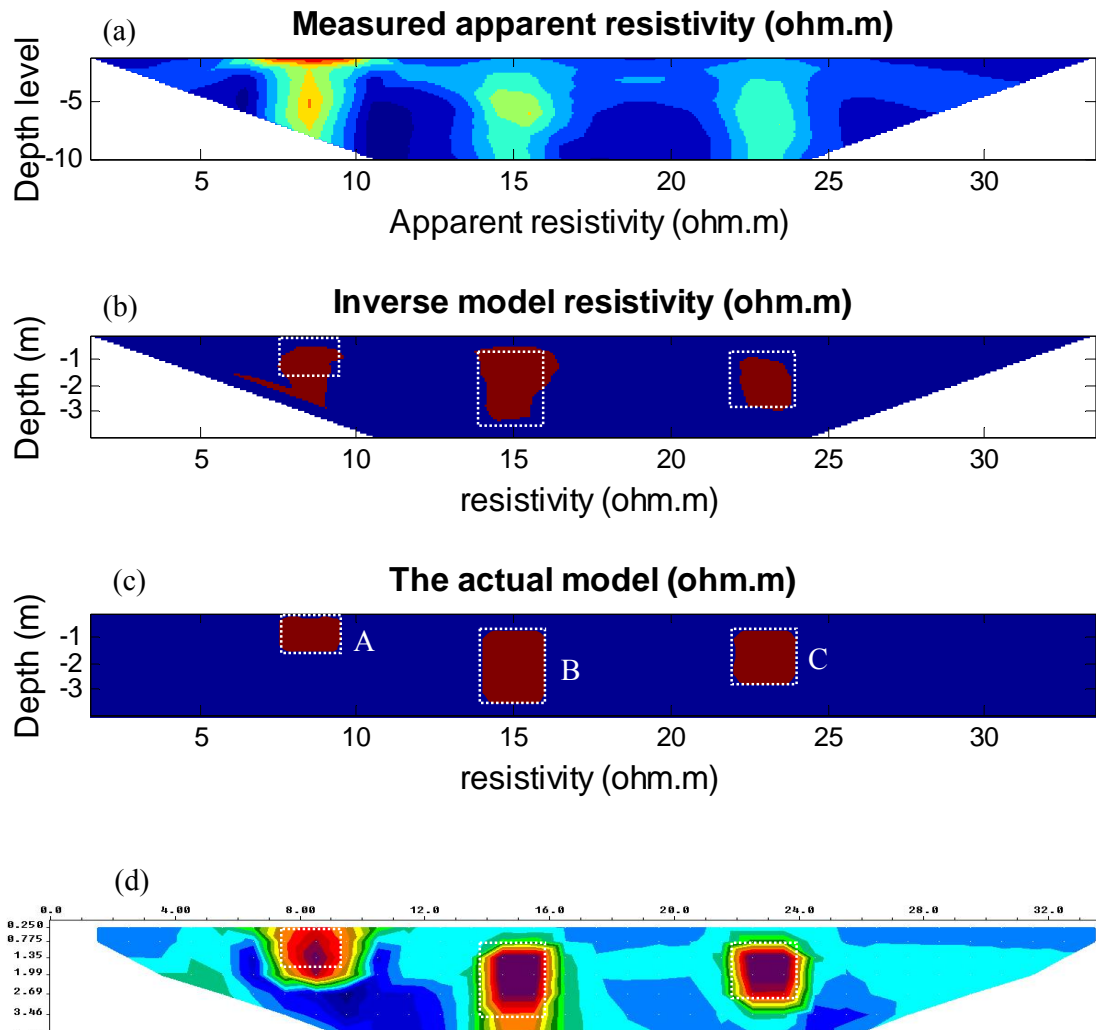 (a)
Measured apparent resistivity (ohm.m)
Depth level
-5
-10
5 10 15 20 25 30
Apparent resistivity (ohm.m)
(b)
Inverse model resistivity (ohm.m)
Depth (m)
-1
-2
-3
5 10 15 20 25 30
resistivity (ohm.m)
(c)
The actual model (ohm.m)
Depth (m)
-1
-2
-3
A
B
C
5 10 15 20 25 30
resistivity (ohm.m)
(d)
0.0 4.00 8.00 12.0 16.0 20.0 24.0 28.0 32.0
0.250
0.775
1.35
1.99
2.69
3.46